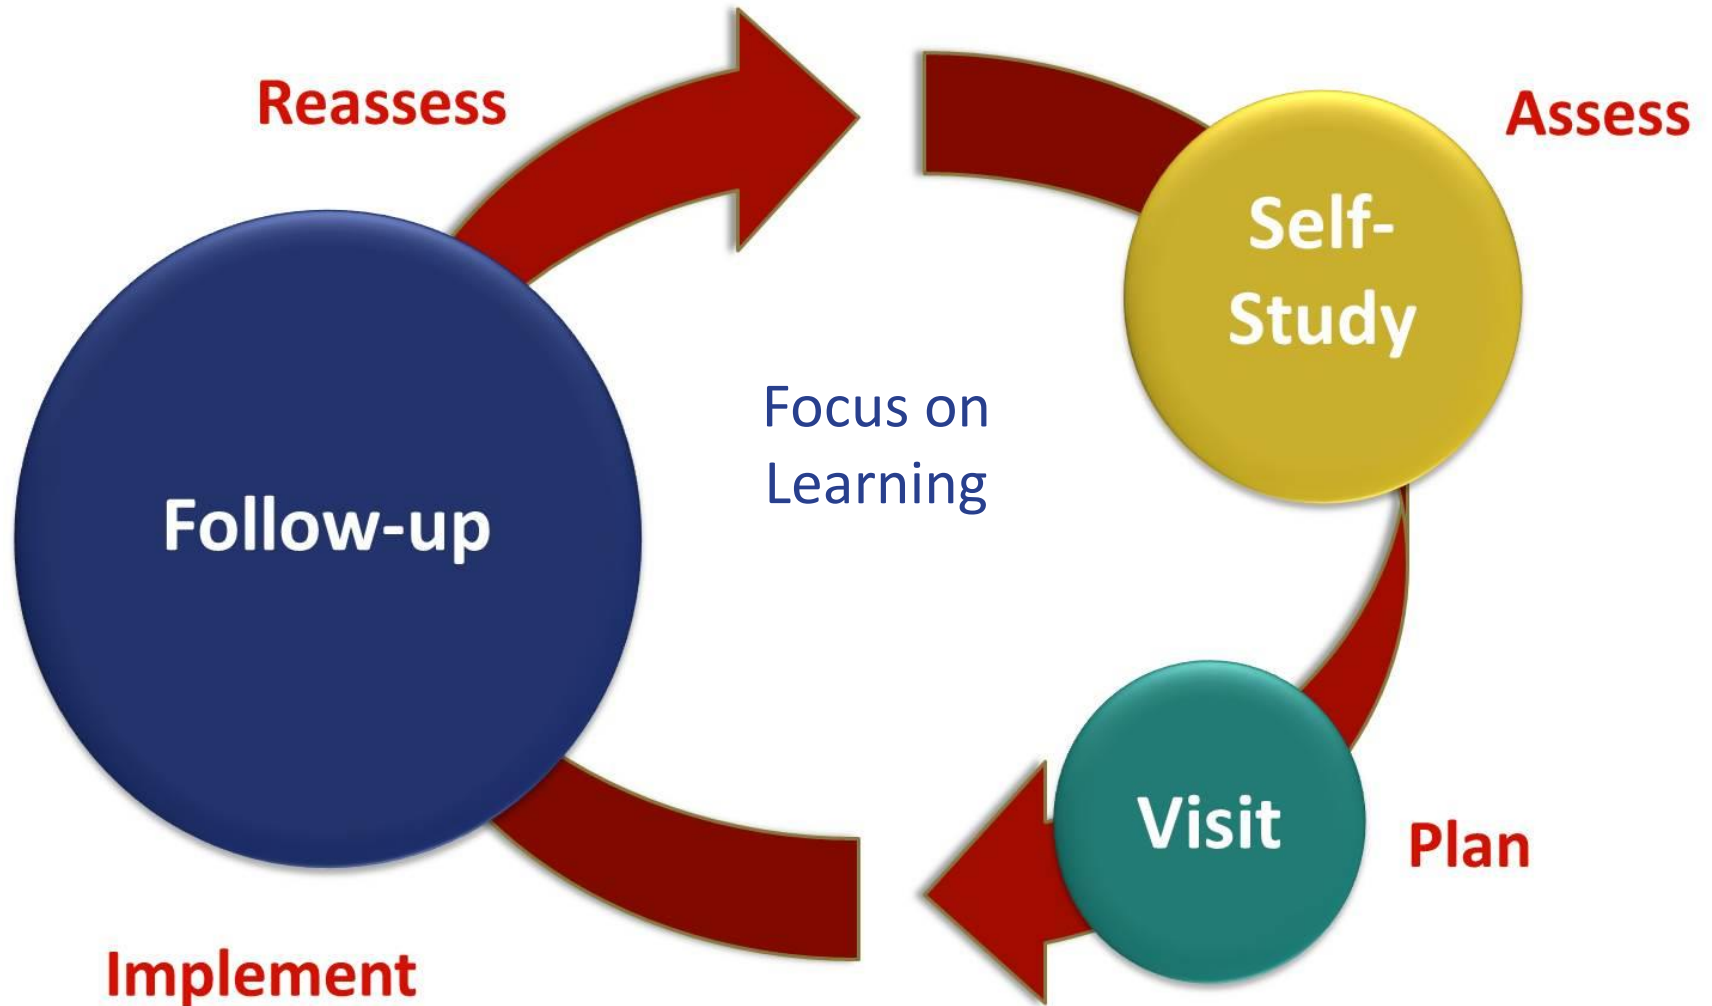 Reassess
Assess
Self-
Study
Focus on
Learning
Follow-up
Visit
Plan
Implement